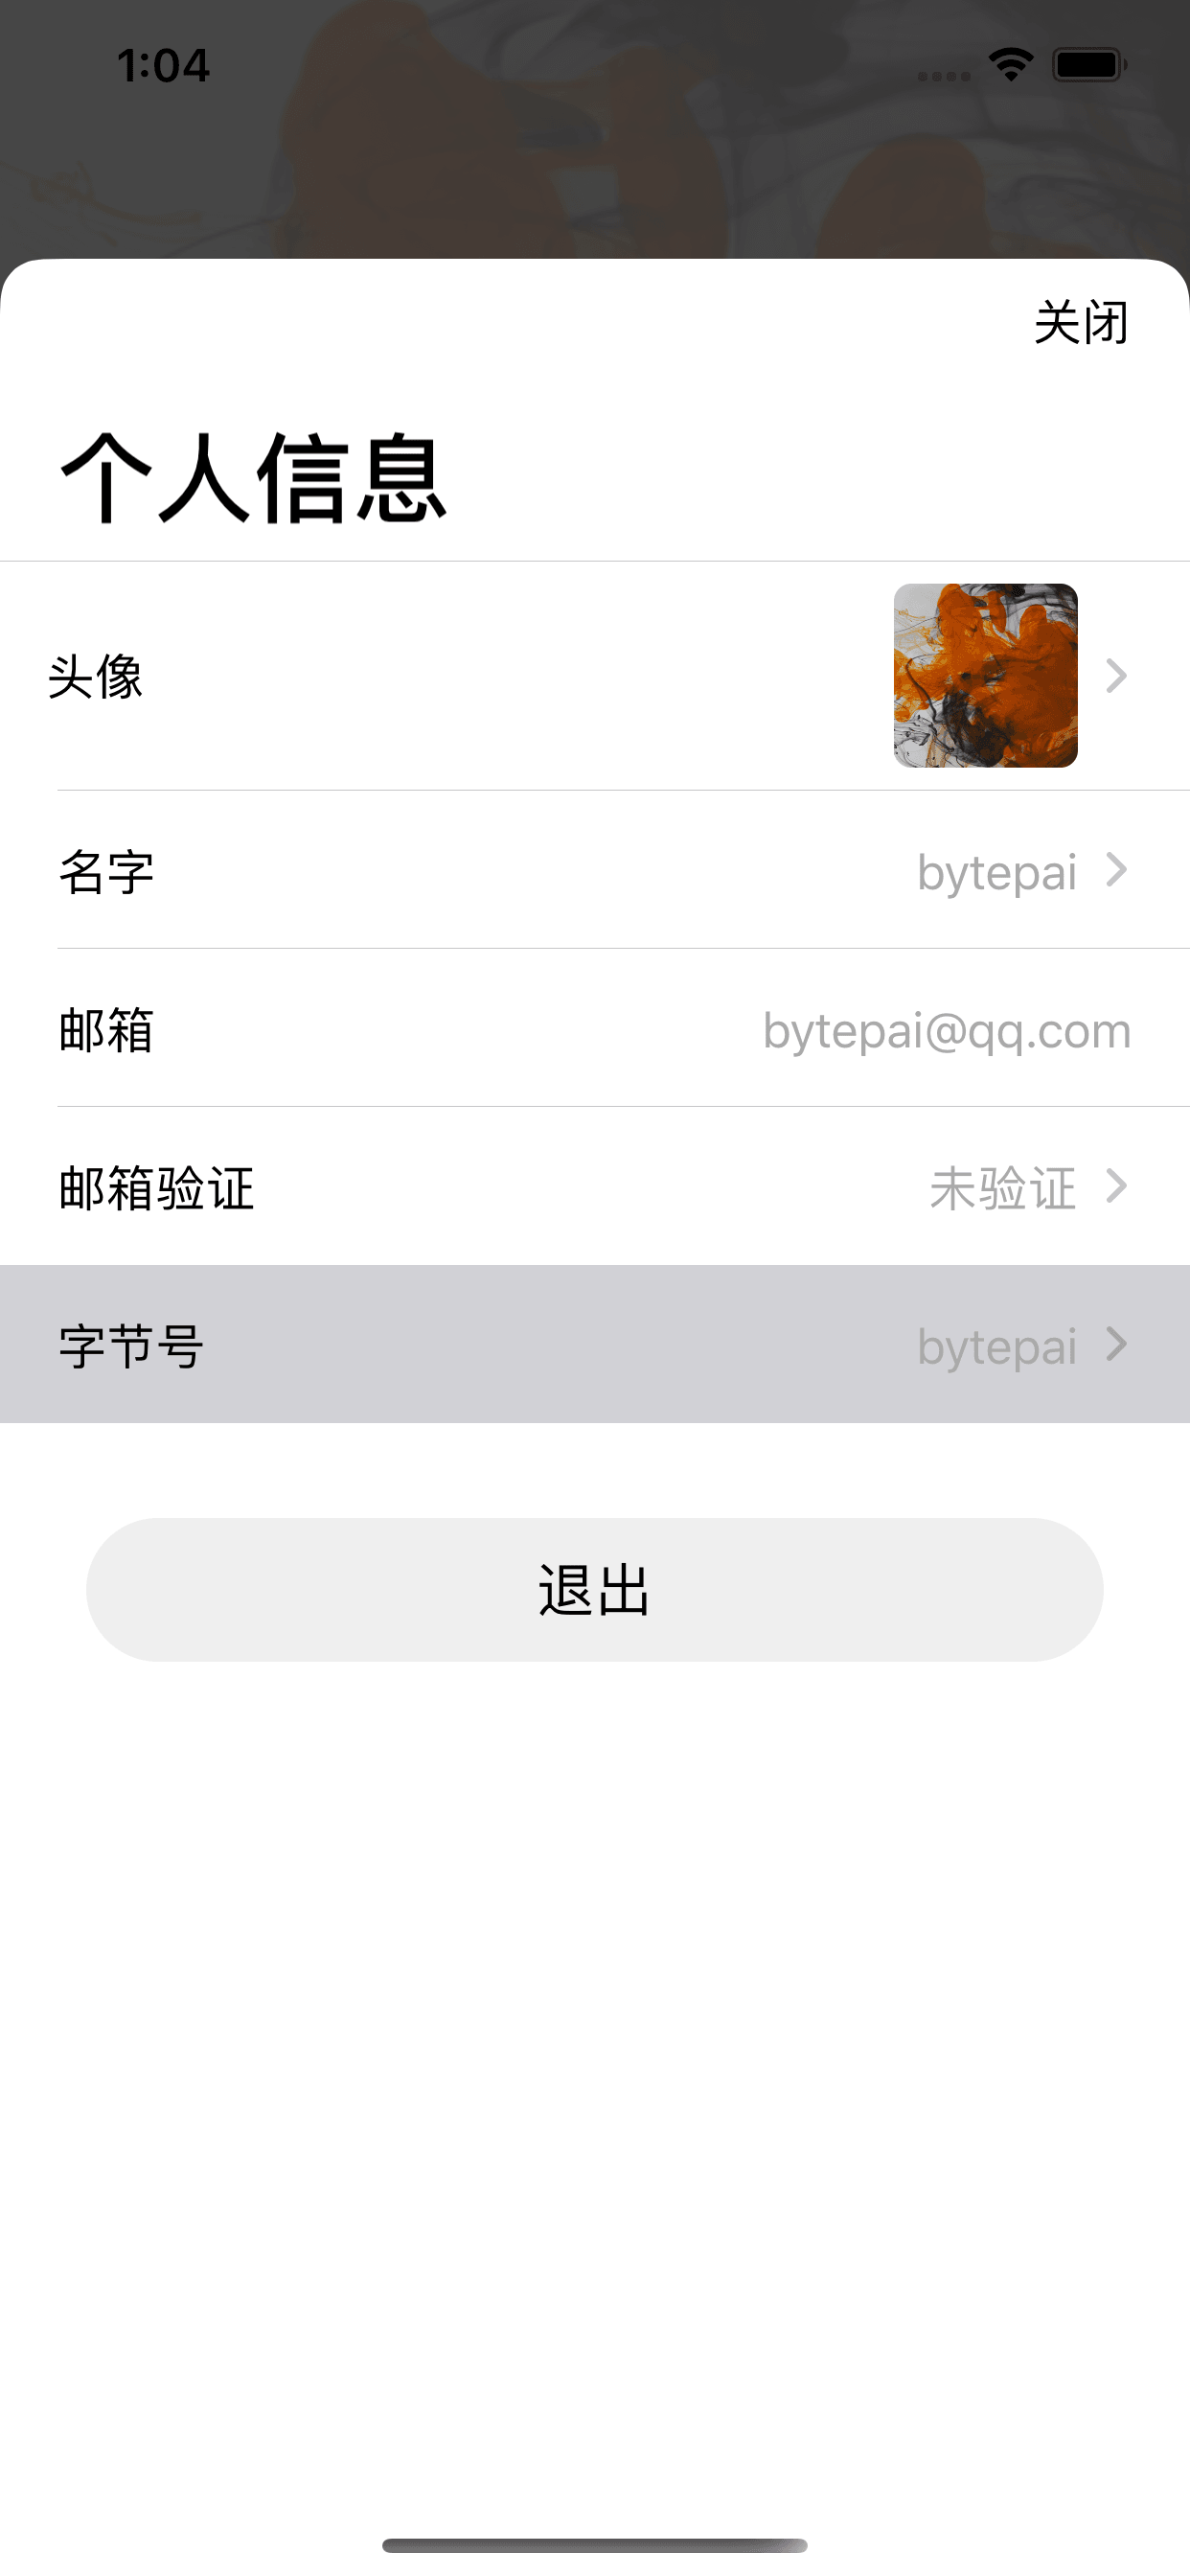 1:04
关闭
个人信息
头像
名字 bytepai
邮箱 bytepai@qq.com
邮箱验证 未验证
字节号 bytepai
退出